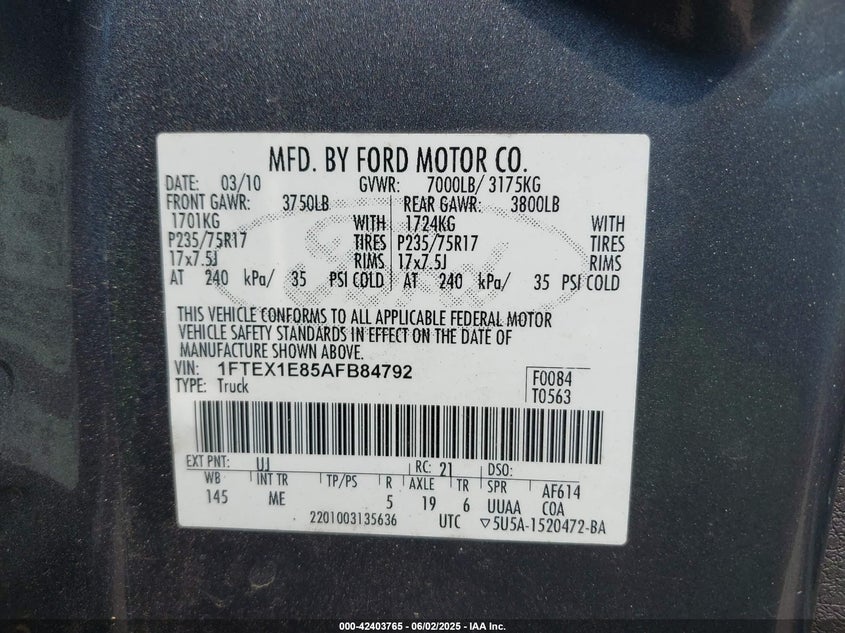 MFD. BY FORD MOTOR CO.
DATE: 03/10 GVWR: 7000LB/ 3175KG
FRONT GAWR: 3750LB REAR GAWR: 3800LB
1701KG WITH 1724KG WITH
P235/75R17 TIRES P235/75R17 TIRES
17x7.5J RIMS 17x7.5J RIMS
AT 240 kPa/ 35 PSI COLD AT 240 kPa/ 35 PSI COLD
THIS VEHICLE CONFORMS TO ALL APPLICABLE FEDERAL MOTOR
VEHICLE SAFETY STANDARDS IN EFFECT ON THE DATE OF
MANUFACTURE SHOWN ABOVE.
VIN: 1FTEX1E85AFB84792 F0084
TYPE: Truck T0563
EXT PNT: UJ RC: 21 DSO:
WB INT TR TP/PS R AXLE TR SPR AF614
145 ME 5 19 6 UUAA COA
2201003135636 UTC ▽5U5A-1520472-BA
000-42403765 - 06/02/2025 - IAA Inc.